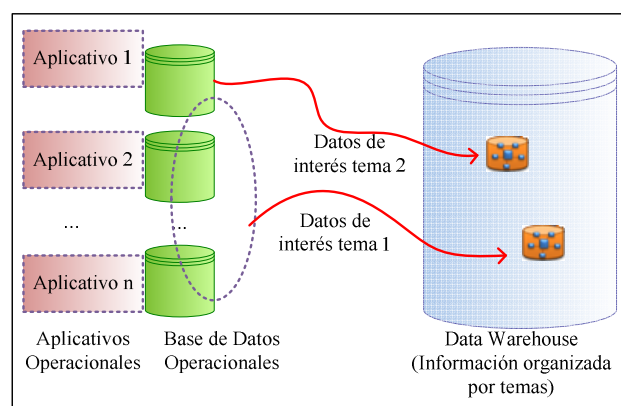 Aplicativo 1
Aplicativo 2
...
...
Aplicativo n
Datos de
interés tema 2
Datos de
interés tema 1
Aplicativos
Operacionales
Base de Datos
Operacionales
Data Warehouse
(Información organizada
por temas)